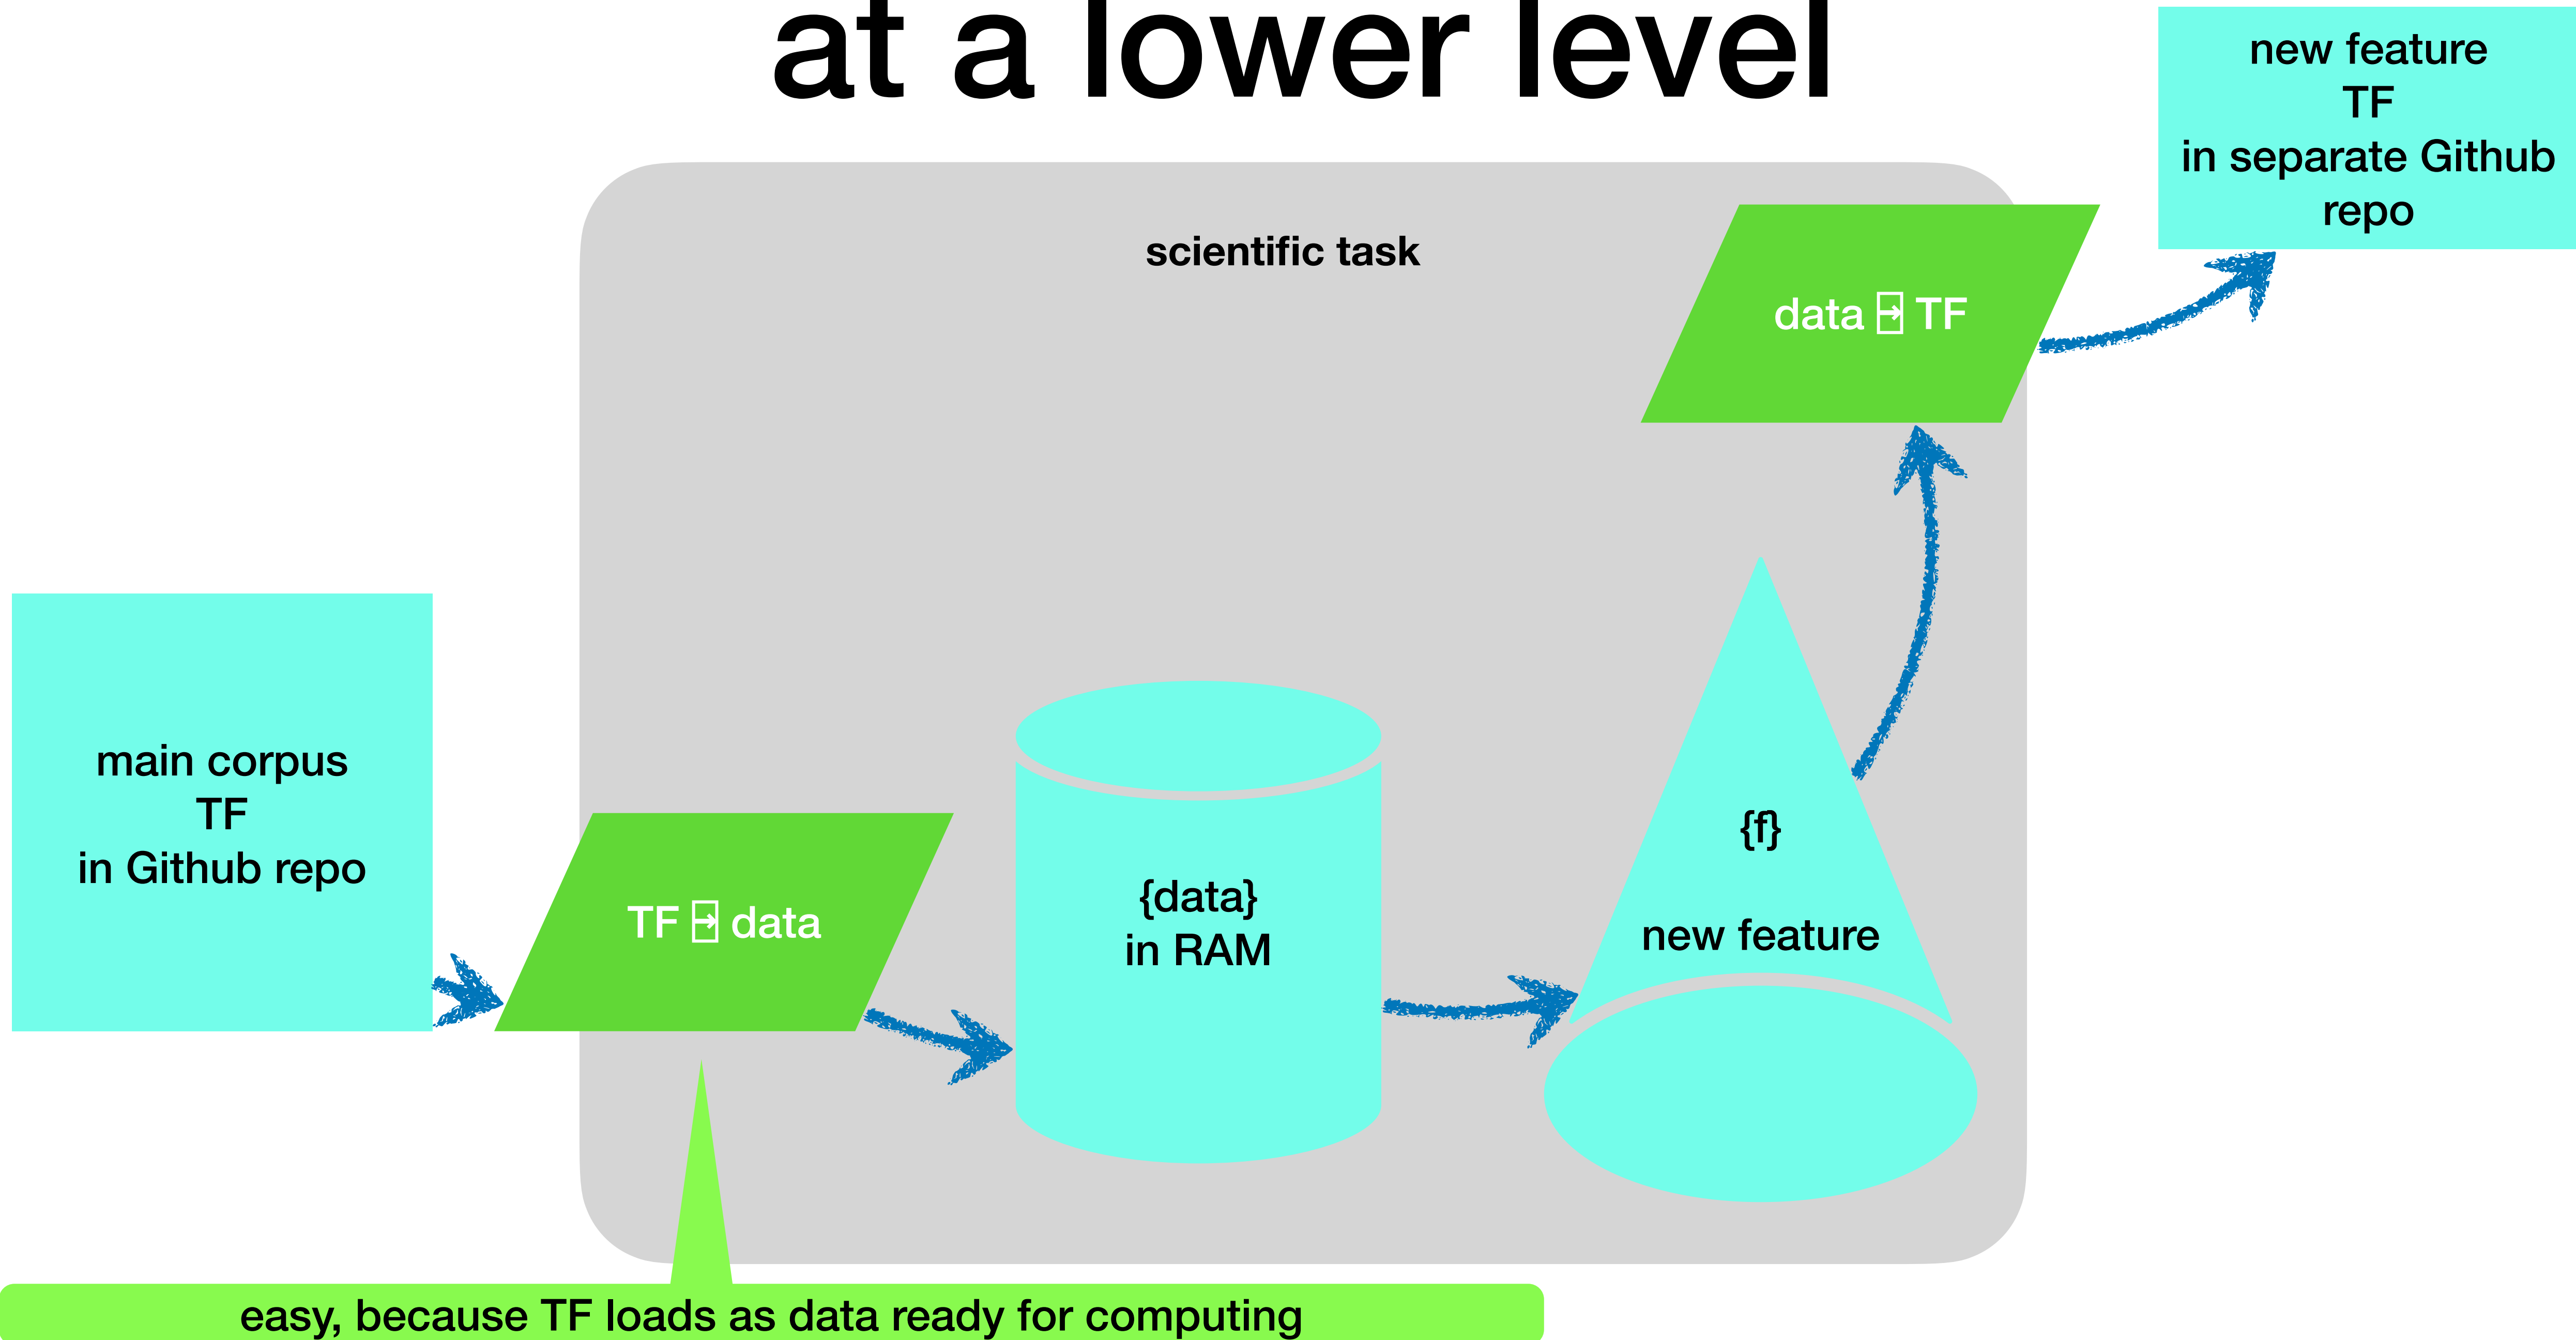 at a lower level
new feature
TF
in separate Github
repo
scientific task
data ⍈ TF
main corpus
TF
in Github repo
TF ⍈ data
{data}
in RAM
{f}
new feature
easy, because TF loads as data ready for computing